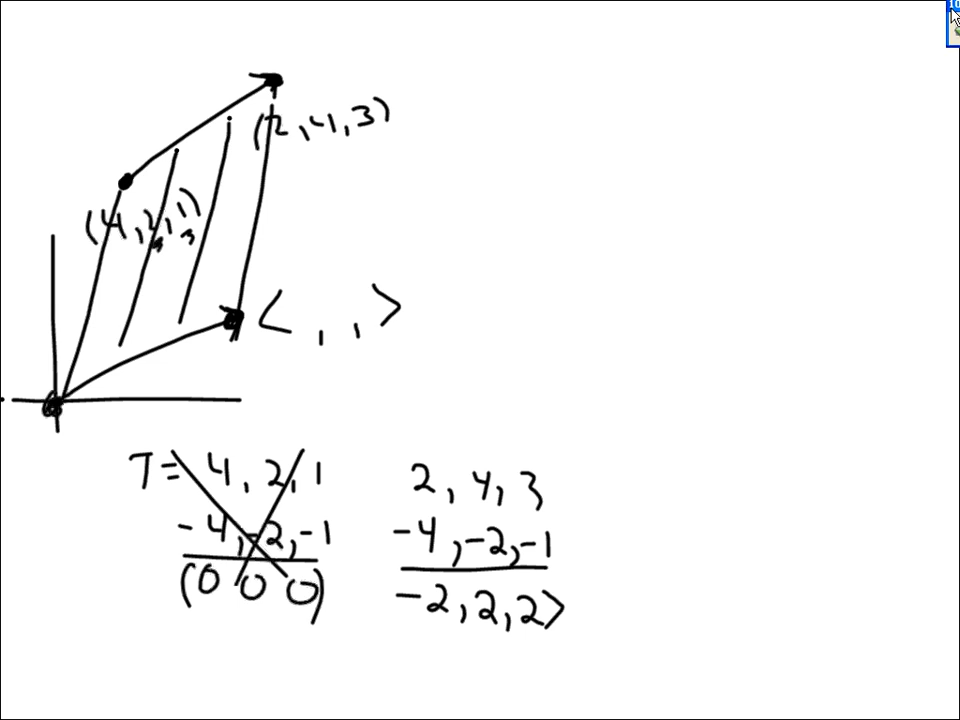 (2,4,3)
(4,2,1)
< , , >
T= 4, 2, 1
-4, -2, -1
(0 0 0)
2, 4, 3
-4, -2, -1
-2, 2, 2>